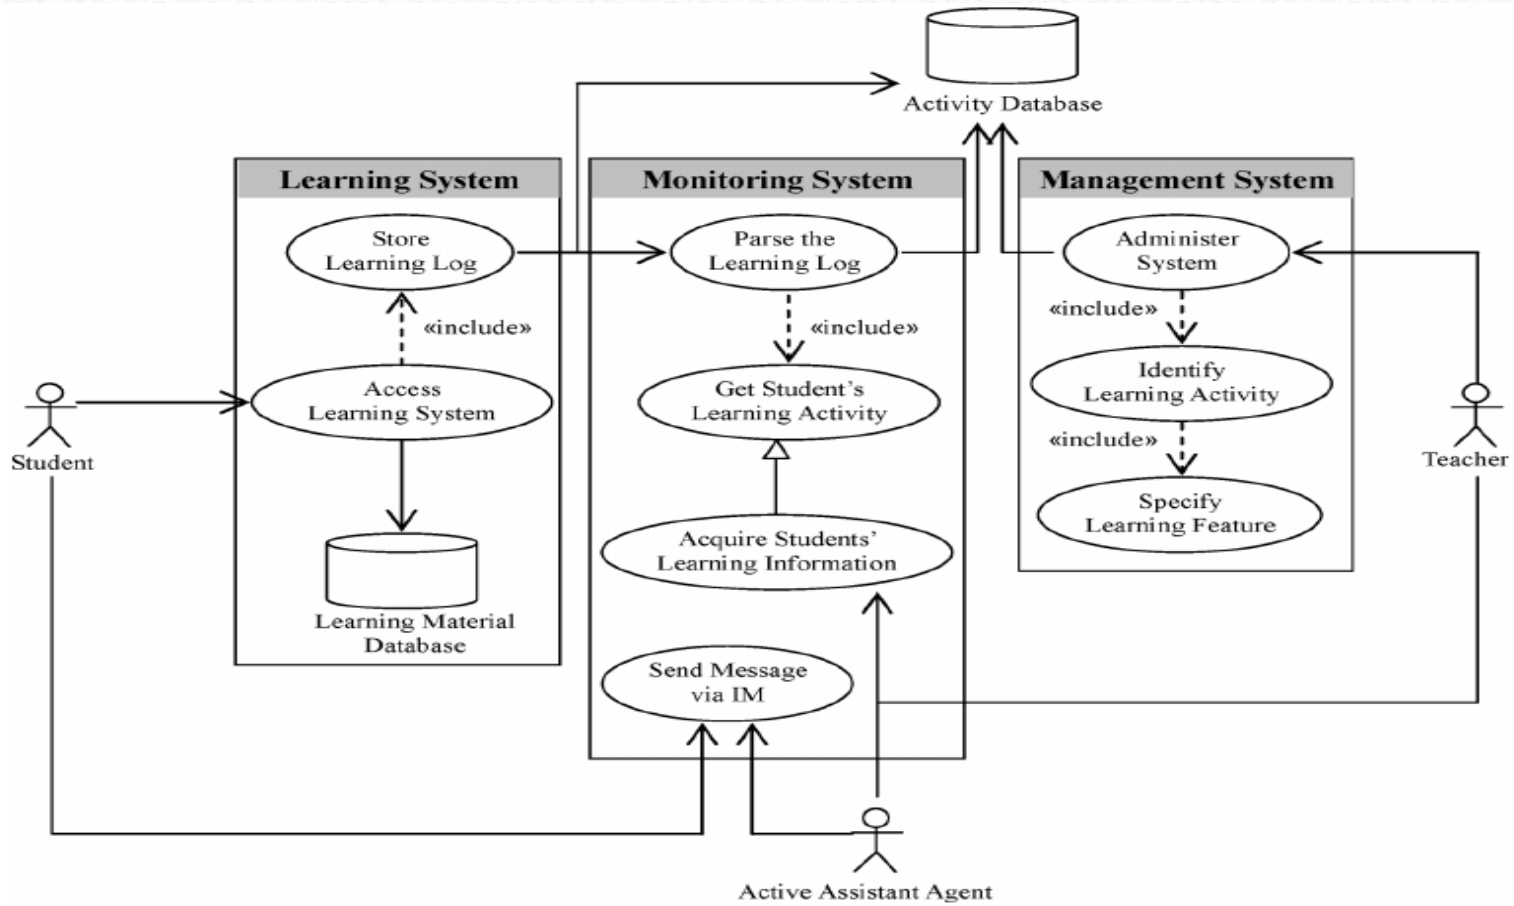 Activity Database
Learning System
Monitoring System
Management System
Store
Learning Log
Parse the
Learning Log
Administer
System
«include»
«include»
«include»
Access
Learning System
Get Student’s
Learning Activity
Identify
Learning Activity
«include»
Student
Teacher
Specify
Learning Feature
Acquire Students’
Learning Information
Learning Material
Database
Send Message
via IM
Active Assistant Agent